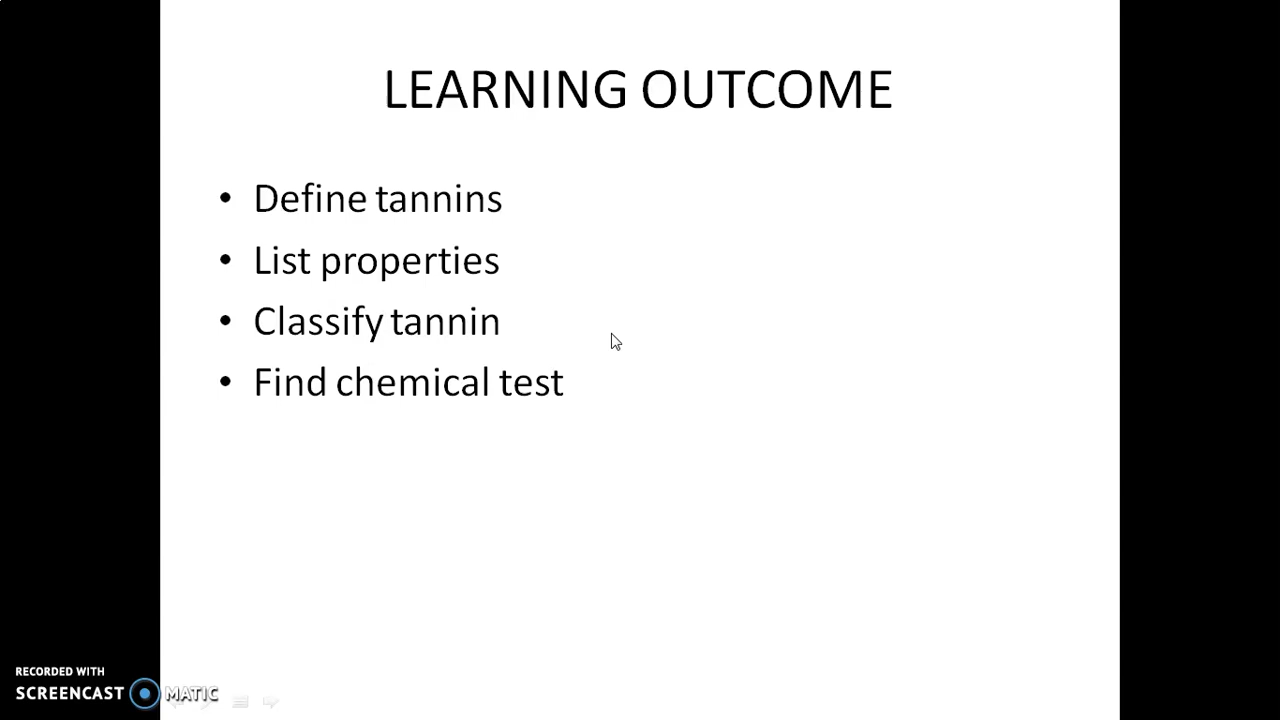 LEARNING OUTCOME
• Define tannins
• List properties
• Classify tannin
• Find chemical test
RECORDED WITH
SCREENCAST MATIC